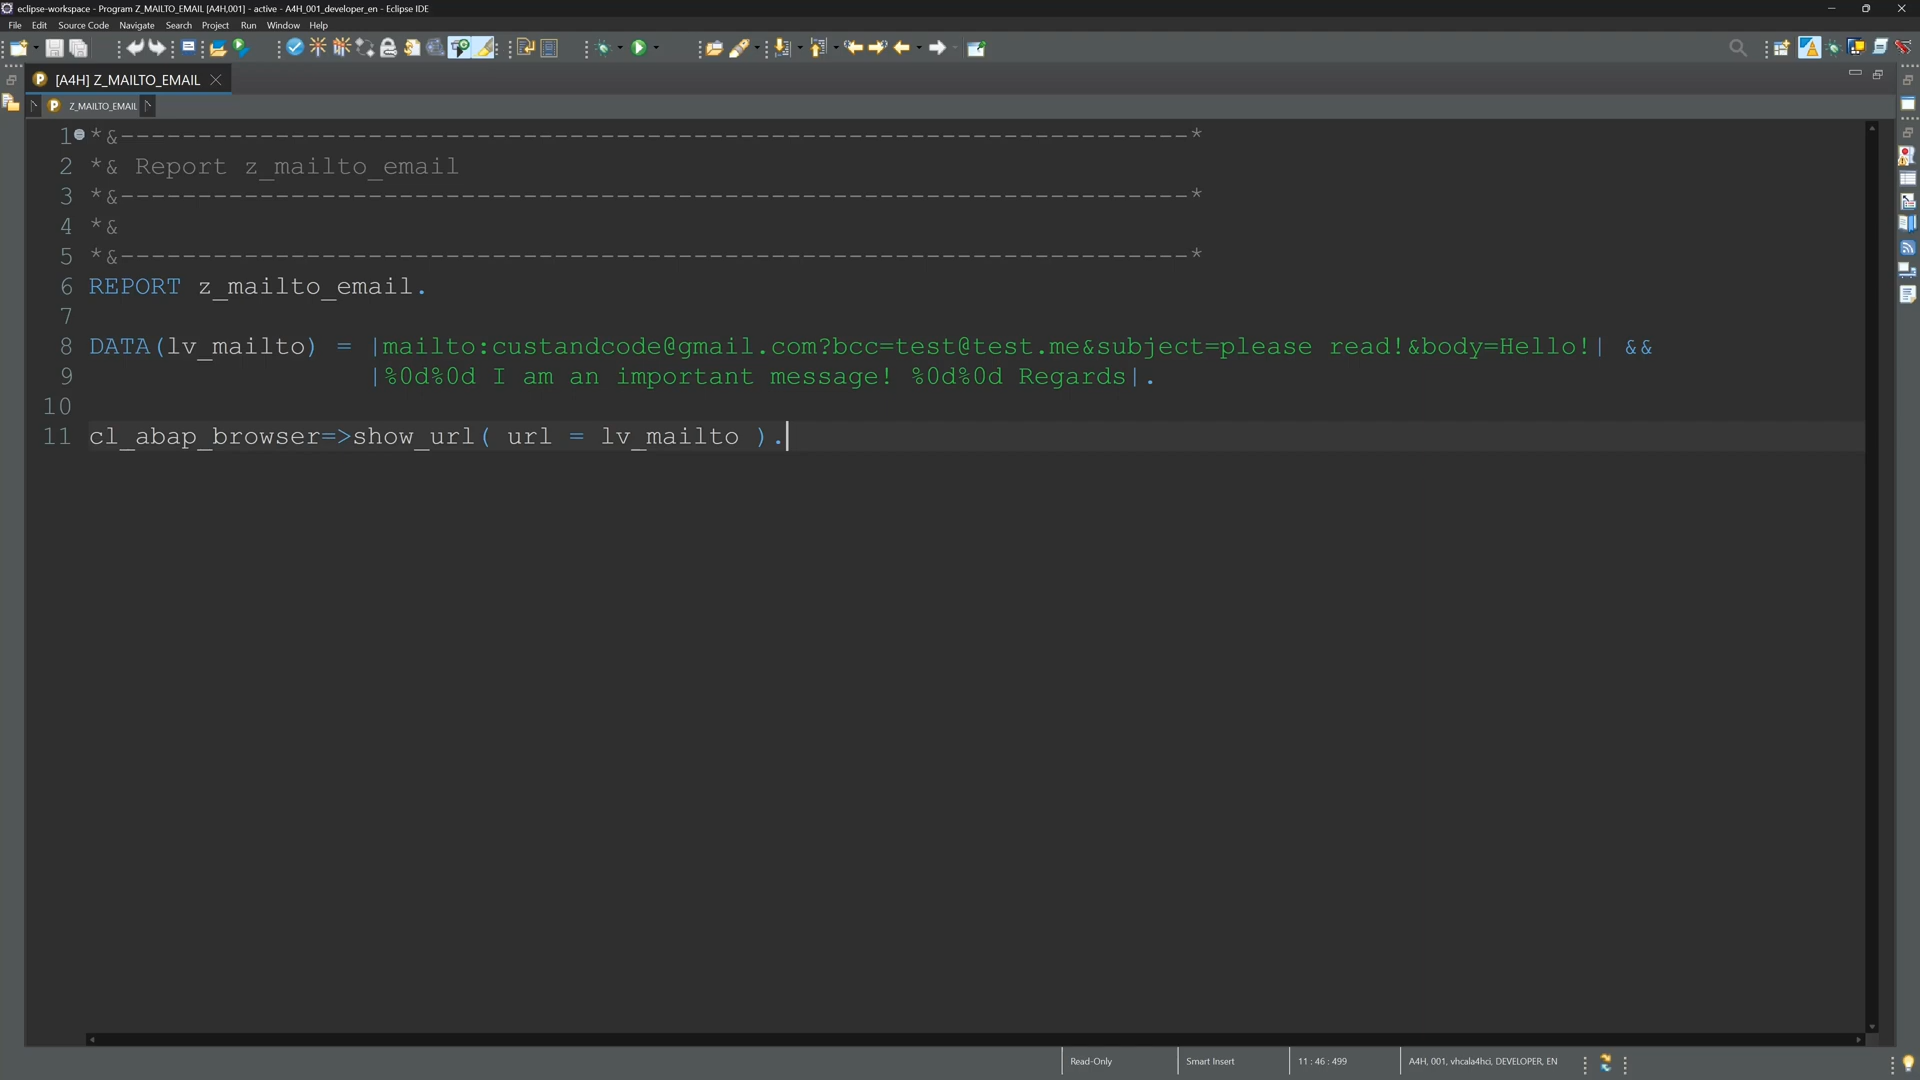 eclipse-workspace - Program Z_MAILTO_EMAIL [A4H,001] - active - A4H_001_developer_en - Eclipse IDE
File Edit Source Code Navigate Search Project Run Window Help
[A4H] Z_MAILTO_EMAIL
Z_MAILTO_EMAIL
1 *&---------------------------------------------------------------------*
2 *& Report z_mailto_email
3 *&---------------------------------------------------------------------*
4 *&
5 *&---------------------------------------------------------------------*
6 REPORT z_mailto_email.
7
8 DATA(lv_mailto) = |mailto:custandcode@gmail.com?bcc=test@test.me&subject=please read!&body=Hello!| &&
9 |%0d%0d I am an important message! %0d%0d Regards|.
10
11 cl_abap_browser=>show_url( url = lv_mailto ).
Read-Only Smart Insert 11 : 46 : 499 A4H, 001, vhcala4hci, DEVELOPER, EN